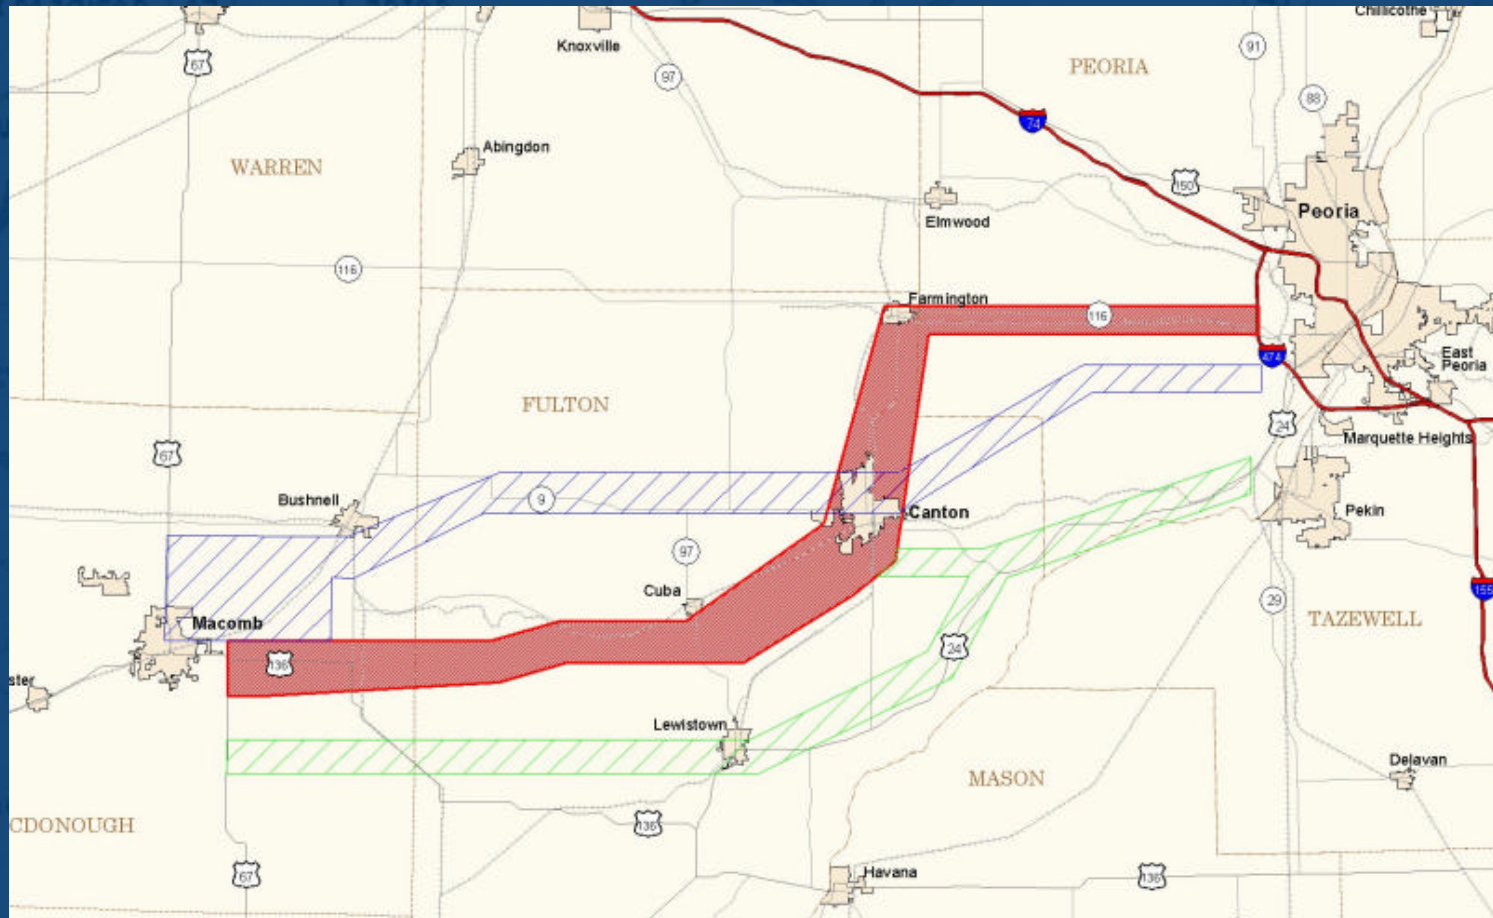 Chillicothe
67
Knoxville
91
97
PEORIA
88
74
Abingdon
WARREN
150
Peoria
Elmwood
116
Farmington
116
474
East
Peoria
FULTON
24
Marquette Heights
67
Bushnell
9
Canton
Pekin
97
Cuba
155
29
Macomb
TAZEWELL
24
136
ster
Lewistown
Delavan
MASON
CDONOUGH
136
67
Havana
136